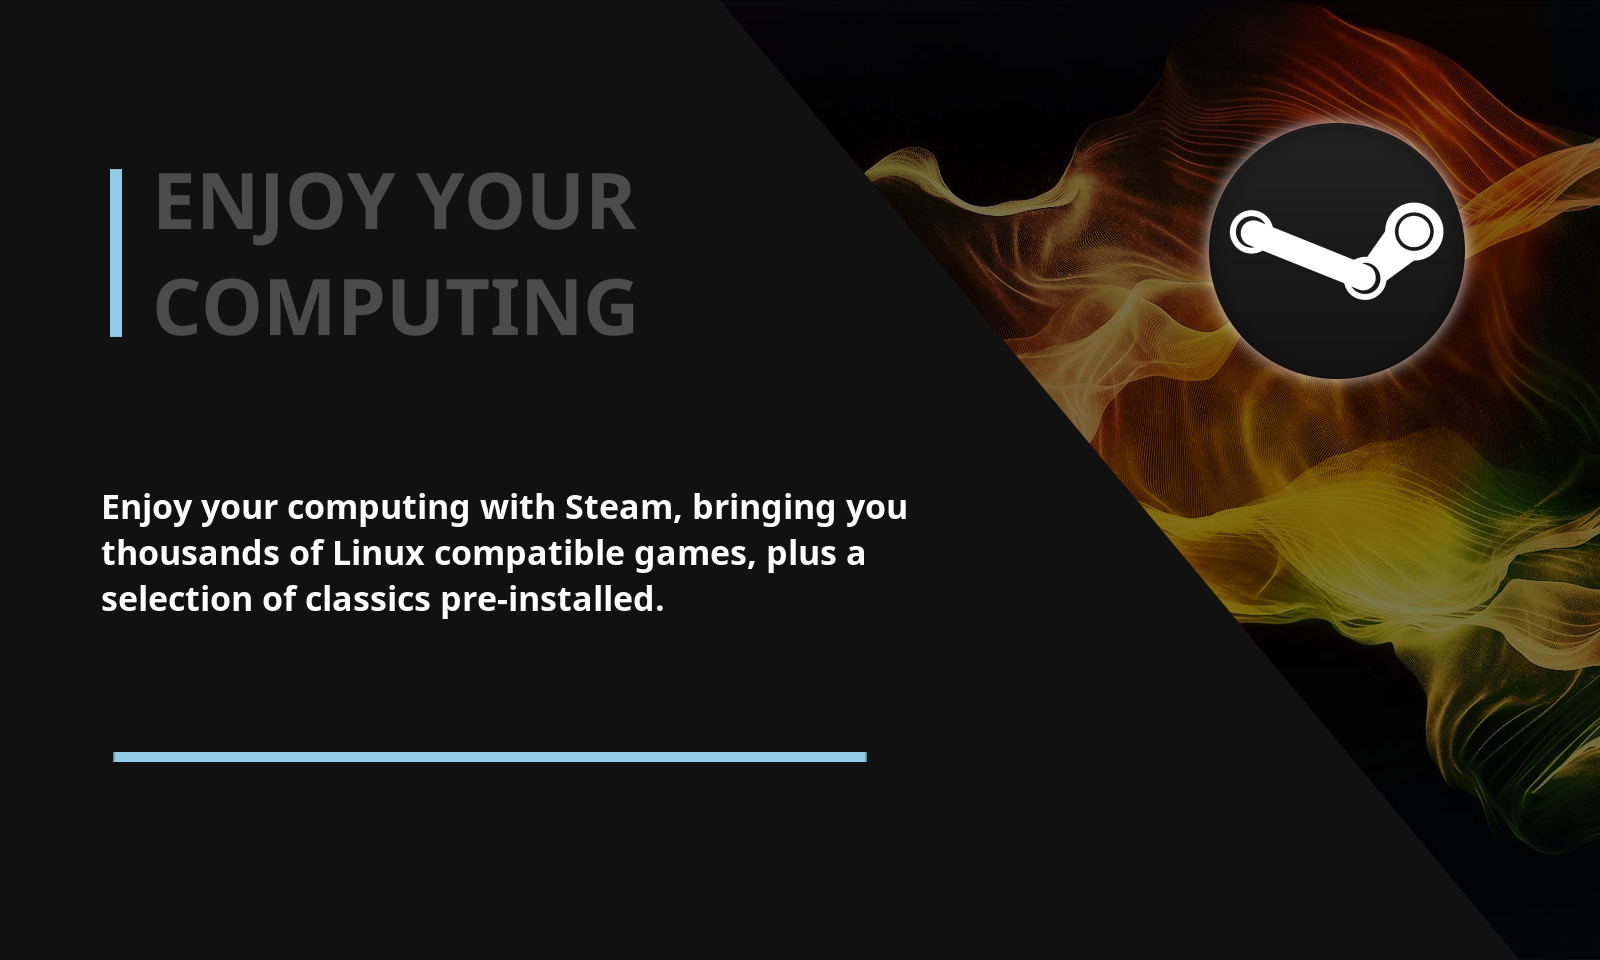 ENJOY YOUR
COMPUTING
Enjoy your computing with Steam, bringing you
thousands of Linux compatible games, plus a
selection of classics pre-installed.